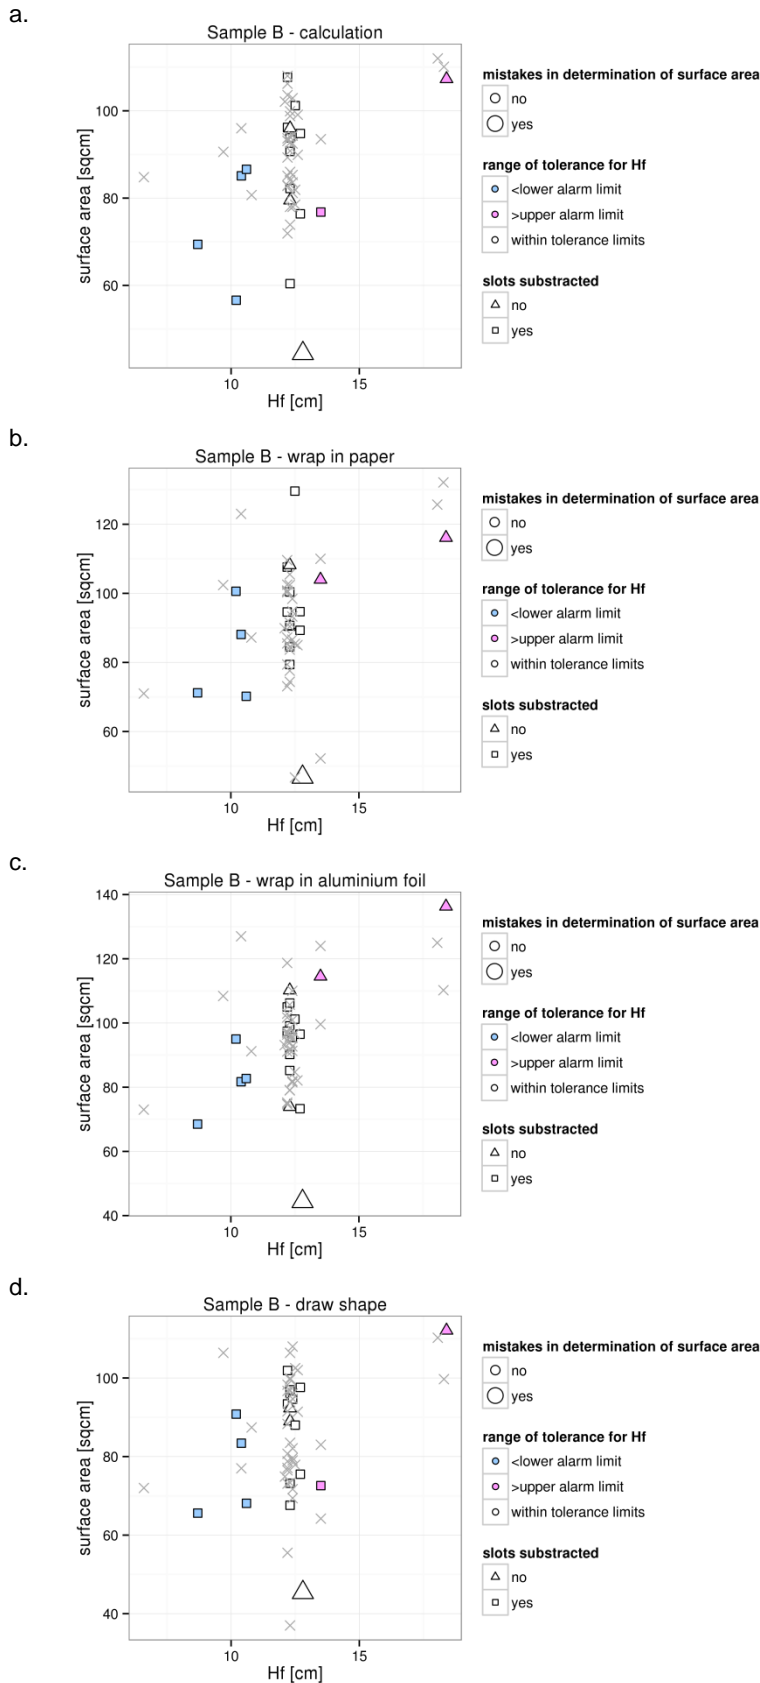 a.
Sample B - calculation
surface area [sqcm]
100
80
60
10
15
Hf [cm]
mistakes in determination of surface area
no
yes
range of tolerance for Hf
<lower alarm limit
>upper alarm limit
within tolerance limits
slots substracted
no
yes
b.
Sample B - wrap in paper
surface area [sqcm]
120
100
80
60
10
15
Hf [cm]
mistakes in determination of surface area
no
yes
range of tolerance for Hf
<lower alarm limit
>upper alarm limit
within tolerance limits
slots substracted
no
yes
c.
Sample B - wrap in aluminium foil
surface area [sqcm]
140
120
100
80
60
40
10
15
Hf [cm]
mistakes in determination of surface area
no
yes
range of tolerance for Hf
<lower alarm limit
>upper alarm limit
within tolerance limits
slots substracted
no
yes
d.
Sample B - draw shape
surface area [sqcm]
100
80
60
40
10
15
Hf [cm]
mistakes in determination of surface area
no
yes
range of tolerance for Hf
<lower alarm limit
>upper alarm limit
within tolerance limits
slots substracted
no
yes